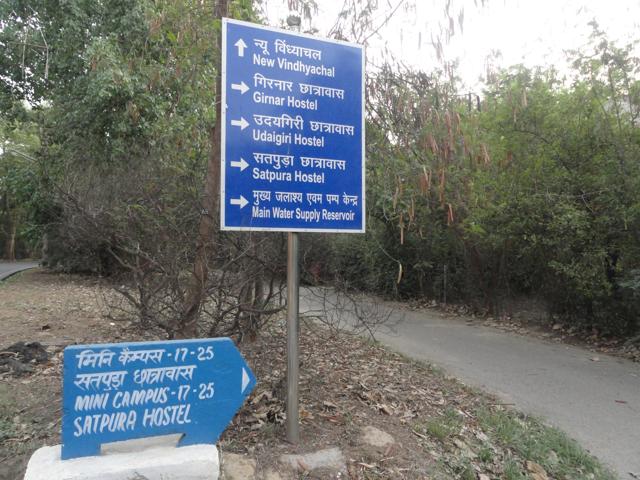 न्यू विंध्याचल
New Vindhyachal
गिरनार छात्रावास
Girnar Hostel
उदयगिरी छात्रावास
Udaigiri Hostel
सतपुड़ा छात्रावास
Satpura Hostel
मुख्य जलाश्य एवम पम्प केन्द्र
Main Water Supply Reservoir
मिनि कैम्पस - 17 - 25
सतपुड़ा छात्रावास
MINI CAMPUS - 17 - 25
SATPURA HOSTEL